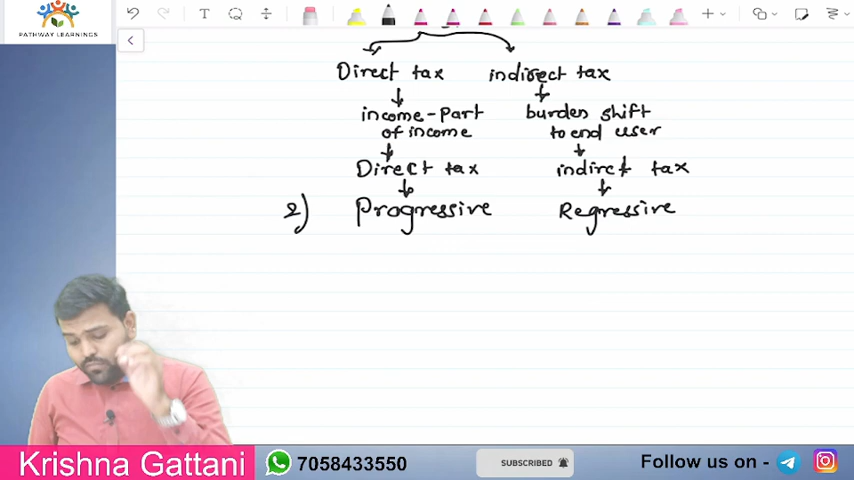 PATHWAY LEARNINGS
Direct tax indirect tax
income-part burden shift
of income to end user
Direct tax indirct tax
2) Progressive Regressive
Krishna Gattani 7058433550 SUBSCRIBED Follow us on -